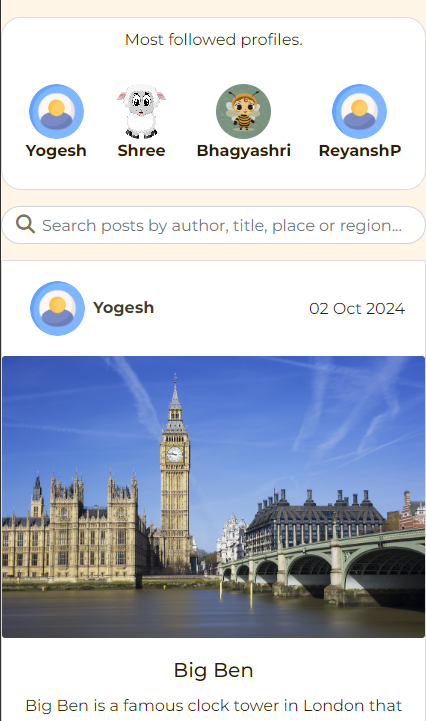 Most followed profiles.
Yogesh Shree Bhagyashri ReyanshP
Search posts by author, title, place or region...
Yogesh 02 Oct 2024
Big Ben
Big Ben is a famous clock tower in London that